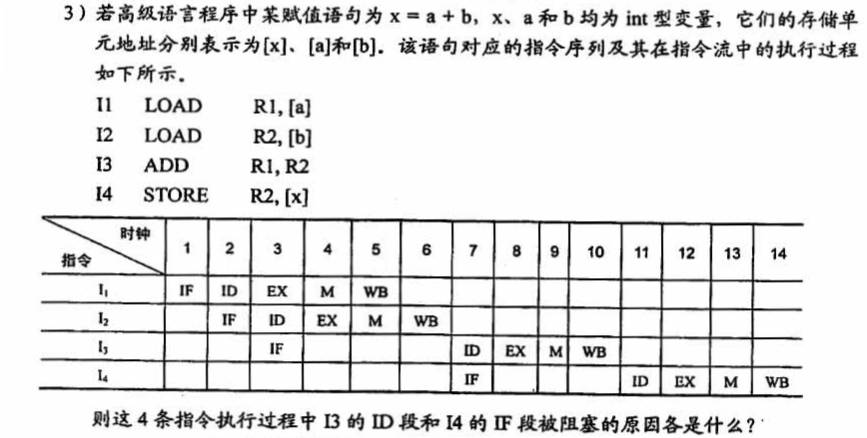 3）若高级语言程序中某赋值语句为 x = a + b，x、a 和 b 均为 int 型变量，它们的存储单
元地址分别表示为[x]、[a]和[b]。该语句对应的指令序列及其在指令流中的执行过程
如下所示。
I1 LOAD R1, [a]
I2 LOAD R2, [b]
I3 ADD R1, R2
I4 STORE R2, [x]
时钟
指令 1 2 3 4 5 6 7 8 9 10 11 12 13 14
I₁ IF ID EX M WB
I₂ IF ID EX M WB
I₃ IF ID EX M WB
I₄ IF ID EX M WB
则这 4 条指令执行过程中 I3 的 ID 段和 I4 的 IF 段被阻塞的原因各是什么？